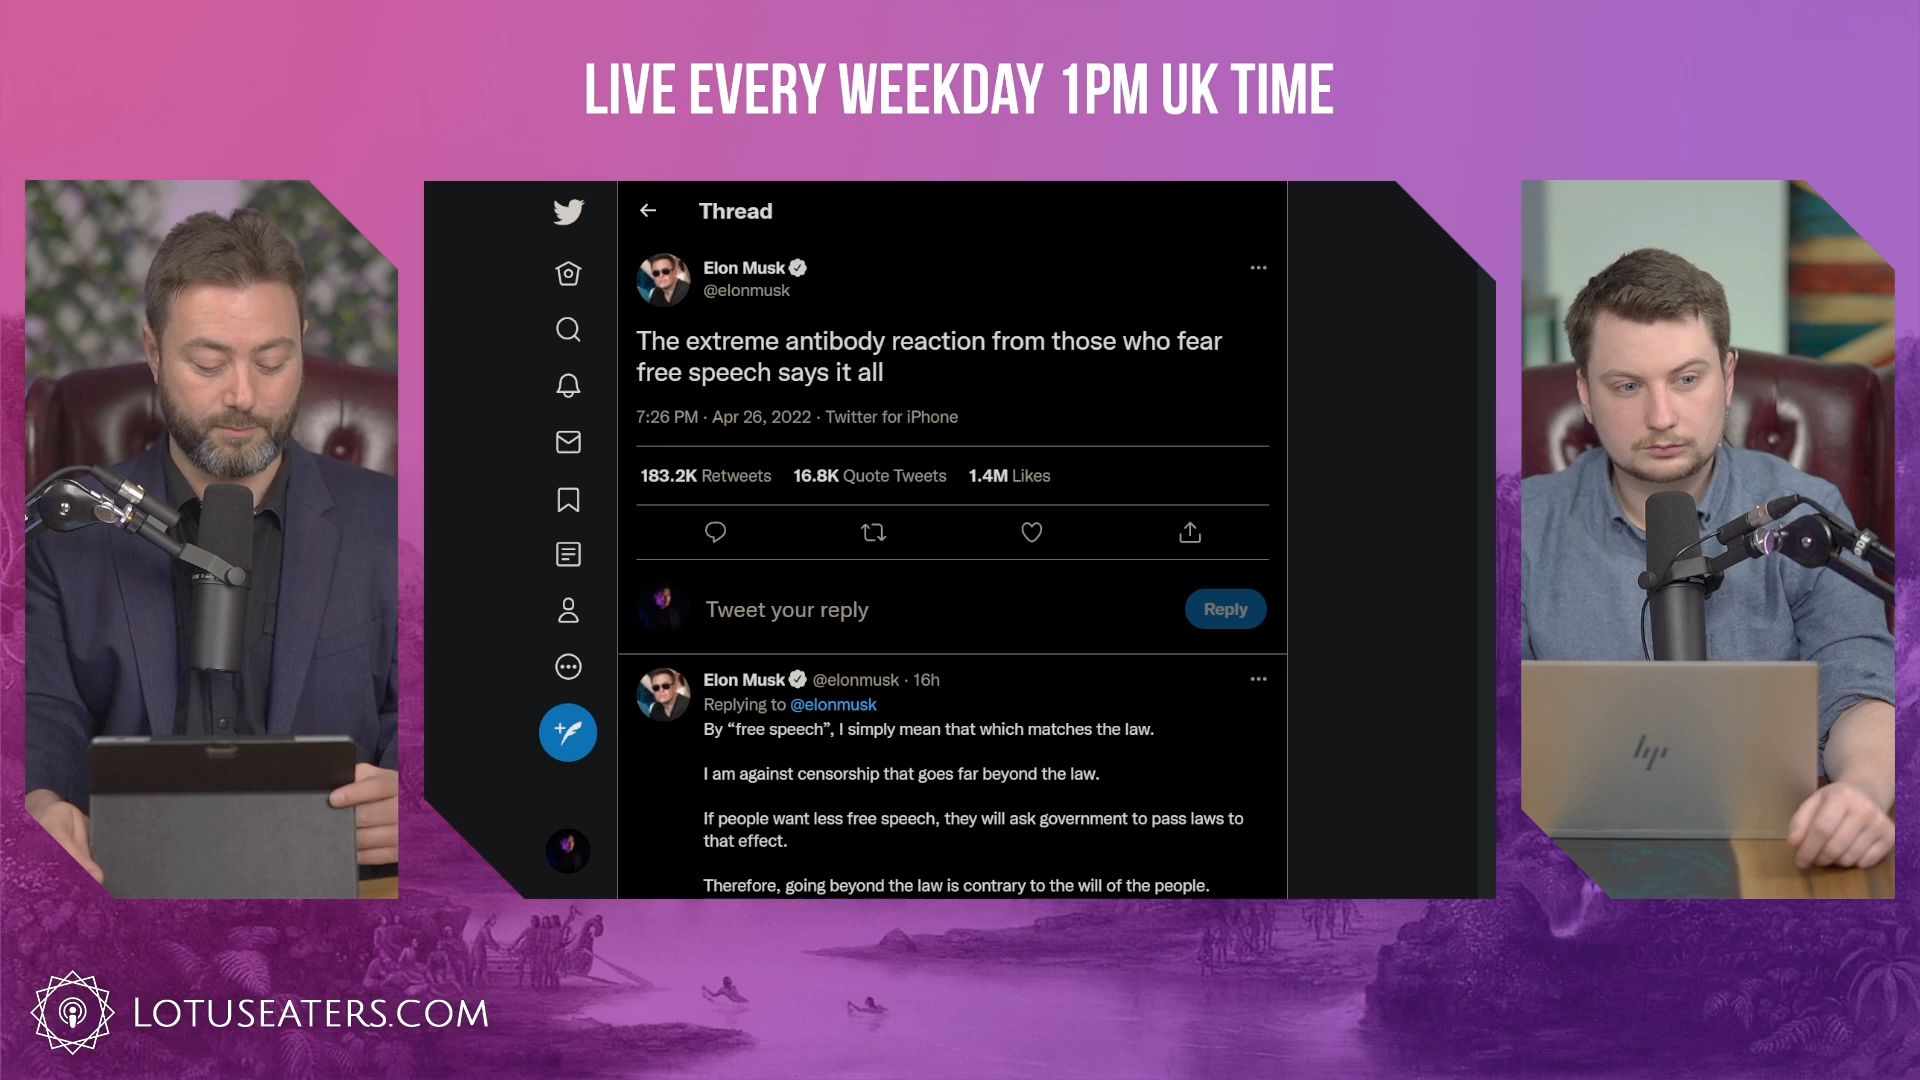 LIVE EVERY WEEKDAY 1PM UK TIME
Thread
Elon Musk
@elonmusk
The extreme antibody reaction from those who fear
free speech says it all
7:26 PM · Apr 26, 2022 · Twitter for iPhone
183.2K Retweets 16.8K Quote Tweets 1.4M Likes
Tweet your reply
Reply
Elon Musk @elonmusk · 16h
Replying to @elonmusk
By “free speech”, I simply mean that which matches the law.
I am against censorship that goes far beyond the law.
If people want less free speech, they will ask government to pass laws to
that effect.
Therefore, going beyond the law is contrary to the will of the people.
hp
LOTUSEATERS.COM